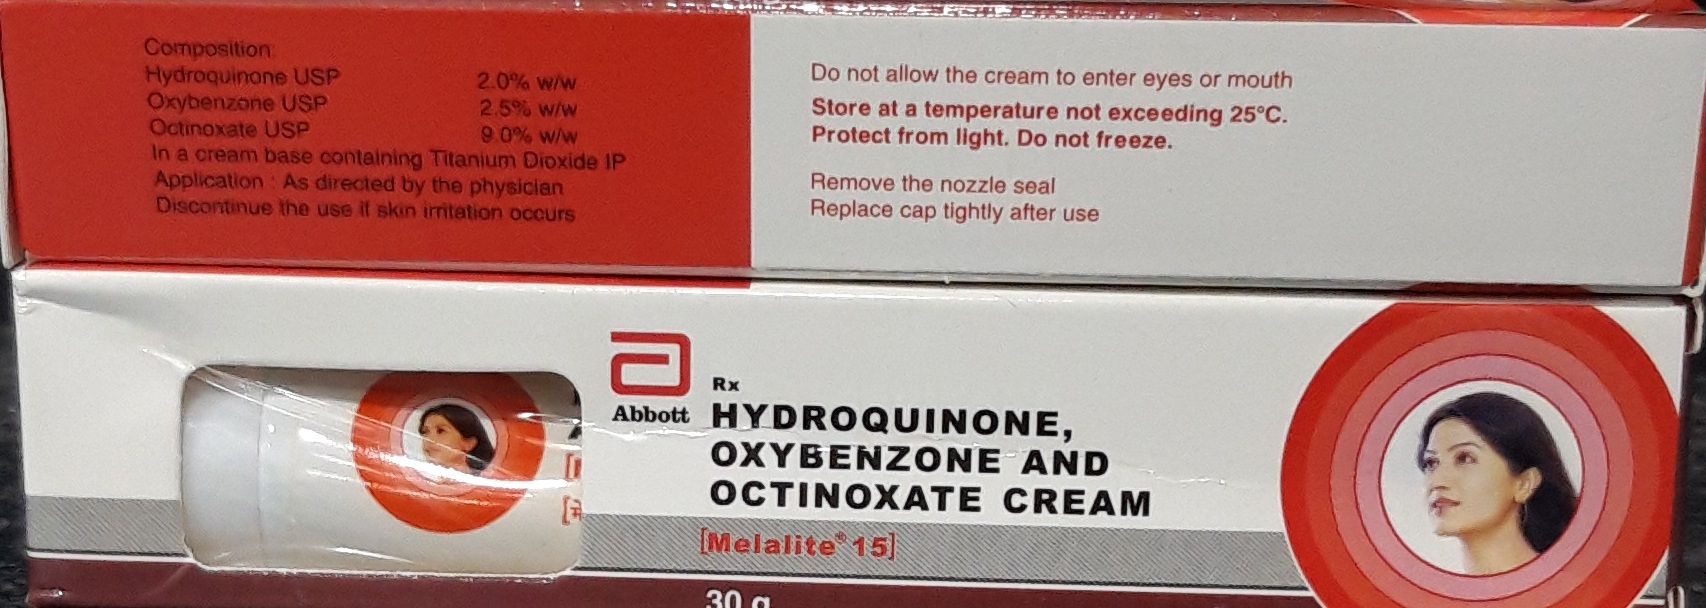 Composition:
Hydroquinone USP 2.0% w/w
Oxybenzone USP 2.5% w/w
Octinoxate USP 9.0% w/w
In a cream base containing Titanium Dioxide IP
Application : As directed by the physician
Discontinue the use if skin irritation occurs
Do not allow the cream to enter eyes or mouth
Store at a temperature not exceeding 25°C.
Protect from light. Do not freeze.
Remove the nozzle seal
Replace cap tightly after use
Abbott
Rx
HYDROQUINONE,
OXYBENZONE AND
OCTINOXATE CREAM
[Melalite® 15]
30 g